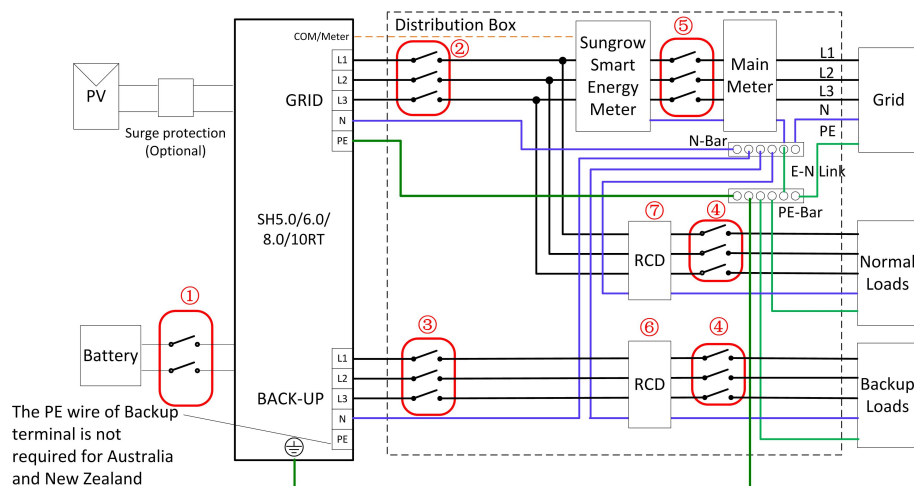 Distribution Box
COM/Meter
②
⑤
L1
L2
L3
N
PE
GRID
Sungrow
Smart
Energy
Meter
Main
Meter
L1
L2
L3
N
PE
Grid
PV
Surge protection
(Optional)
N-Bar
E-N Link
PE-Bar
SH5.0/6.0/
8.0/10RT
⑦
④
RCD
Normal
Loads
①
Battery
③
⑥
④
L1
L2
L3
N
PE
BACK-UP
RCD
Backup
Loads
The PE wire of Backup
terminal is not
required for Australia
and New Zealand